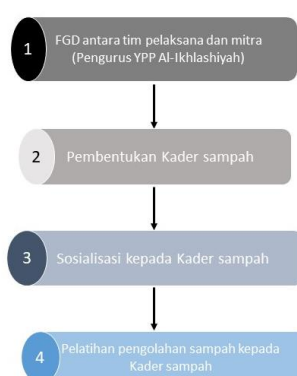 1
FGD antara tim pelaksana dan mitra
(Pengurus YPP Al-Ikhlashiyah)
2
Pembentukan Kader sampah
3
Sosialisasi kepada Kader sampah
4
Pelatihan pengolahan sampah kepada
Kader sampah